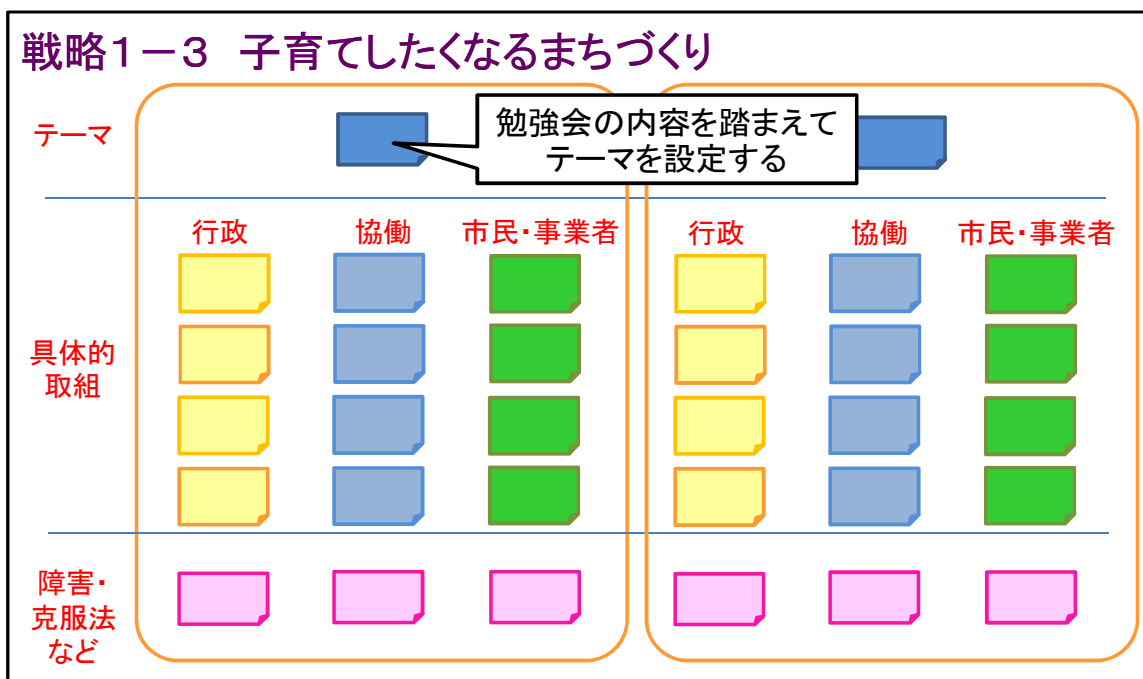 戦略1-3 子育てしたくなるまちづくり
テーマ
勉強会の内容を踏まえて
テーマを設定する
行政 協働 市民・事業者 行政 協働 市民・事業者
具体的
取組
障害・
克服法
など